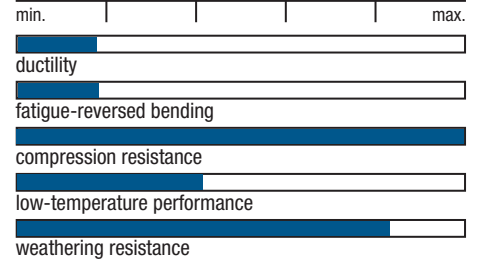 min. max.
ductility
fatigue-reversed bending
compression resistance
low-temperature performance
weathering resistance